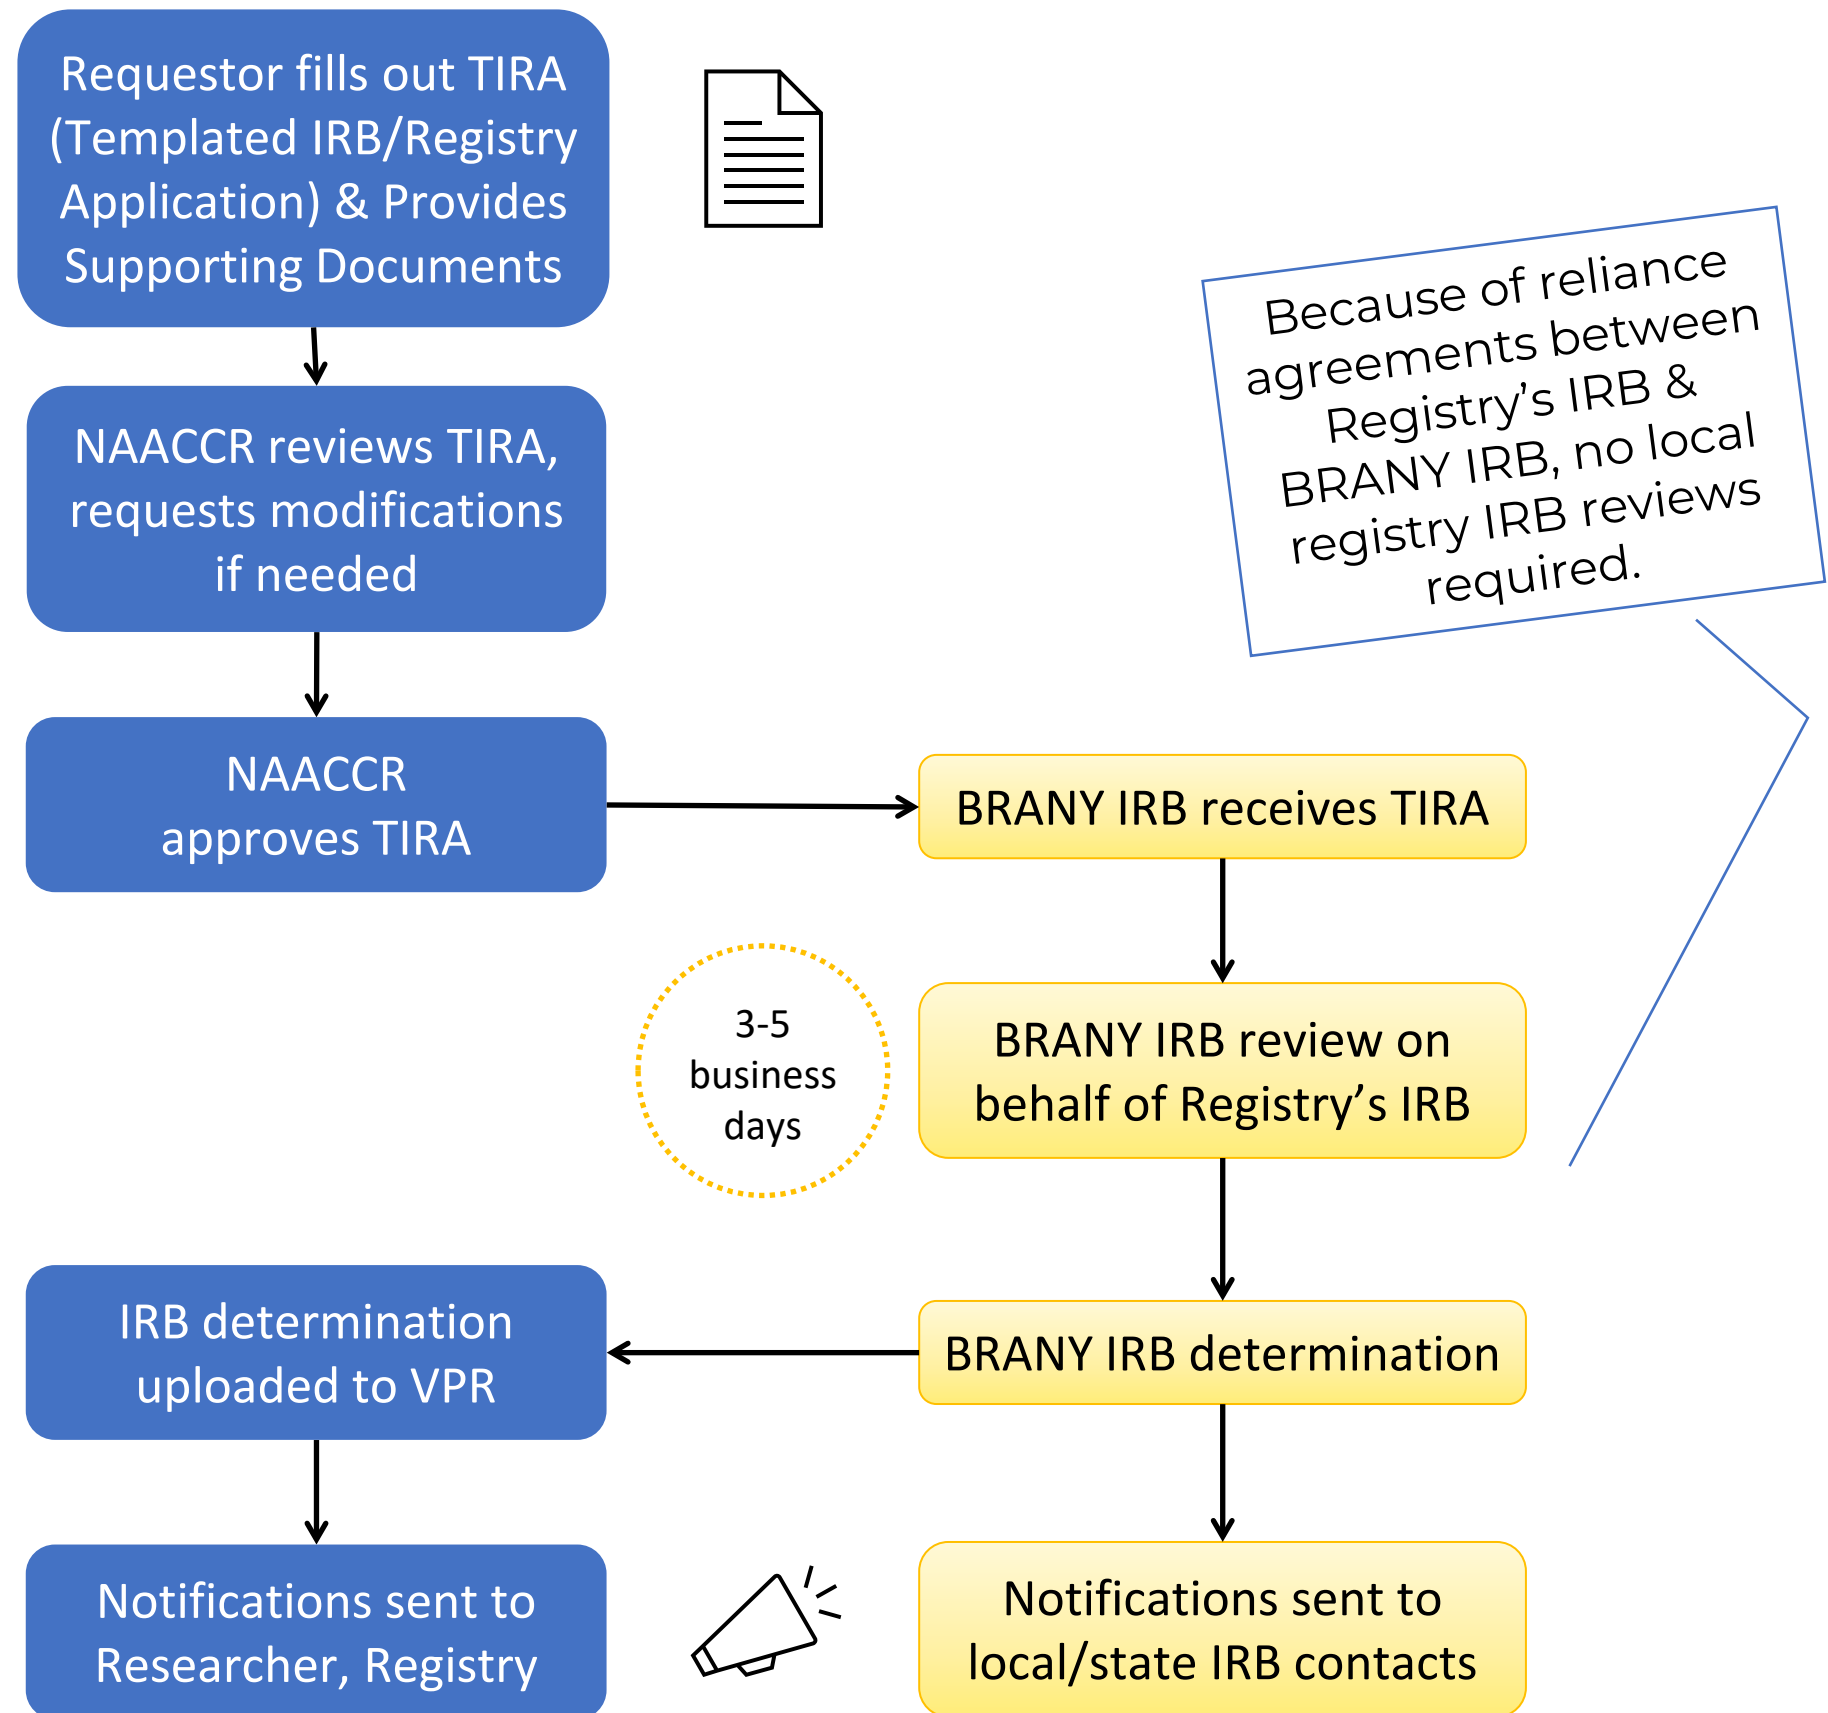 Requestor fills out TIRA
(Templated IRB/Registry
Application) & Provides
Supporting Documents
NAACCR reviews TIRA,
requests modifications
if needed
NAACCR
approves TIRA
Because of reliance
agreements between
Registry’s IRB &
BRANY IRB, no local
registry IRB reviews
required.
BRANY IRB receives TIRA
3-5
business
days
BRANY IRB review on
behalf of Registry’s IRB
BRANY IRB determination
IRB determination
uploaded to VPR
Notifications sent to
Researcher, Registry
Notifications sent to
local/state IRB contacts